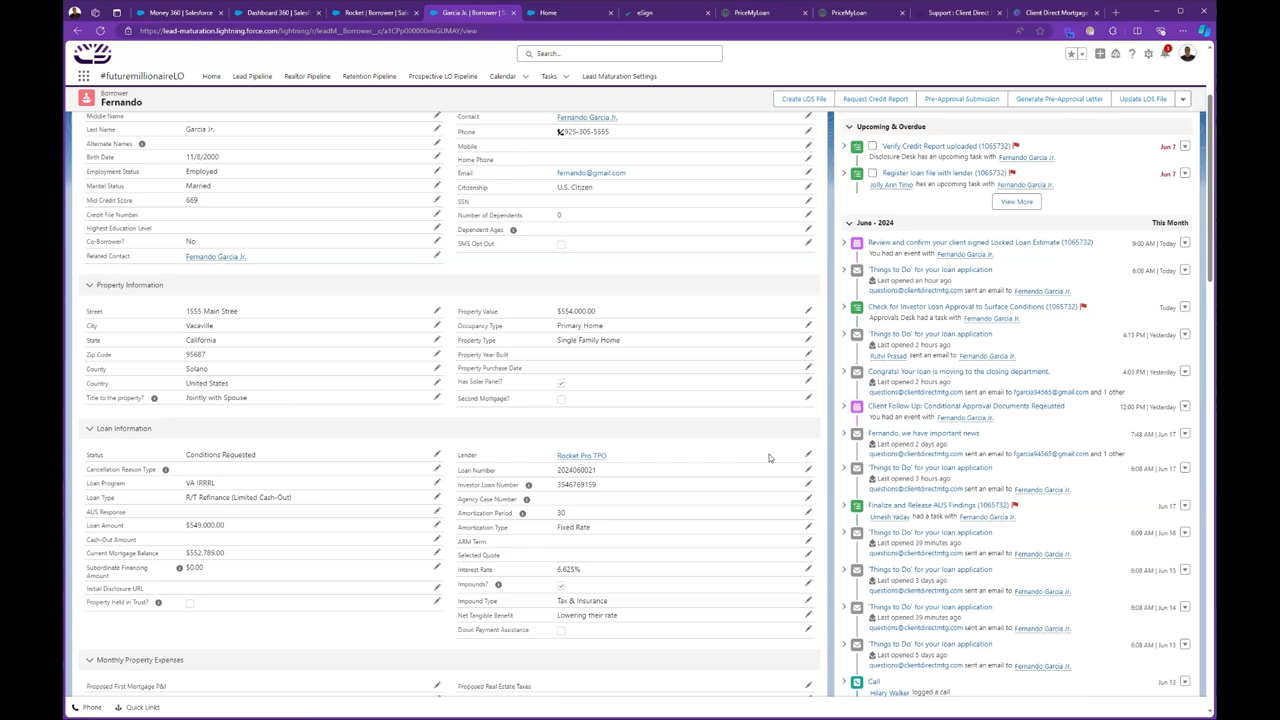 Money 360 | Salesforce
Dashboard 360 | Salesfo
Rocket | Borrower | Salesfo
Garcia Jr. | Borrower | S
Home
eSign
PriceMyLoan
PriceMyLoan
Support : Client Direct
Client Direct Mortgage
https://lead-maturation.lightning.force.com/lightning/r/leadM__Borrower__c/a1CPp000000miGUMAY/view
Search...
#futuremillionaireLO
Home
Lead Pipeline
Realtor Pipeline
Retention Pipeline
Prospective LO Pipeline
Calendar
Tasks
Lead Maturation Settings
Borrower
Fernando
Create LOS File
Request Credit Report
Pre-Approval Submission
Generate Pre-Approval Letter
Update LOS File
Middle Name
Last Name Garcia Jr.
Alternate Names
Birth Date 11/8/2000
Employment Status Employed
Marital Status Married
Mid Credit Score 669
Credit File Number
Highest Education Level
Co-Borrower? No
Related Contact Fernando Garcia Jr.
Contact Fernando Garcia Jr.
Phone 925-305-5555
Mobile
Home Phone
Email fernando@gmail.com
Citizenship U.S. Citizen
SSN
Number of Dependents 0
Dependent Ages
SMS Opt Out
Property Information
Street 1555 Main Stree
City Vacaville
State California
Zip Code 95687
County Solano
Country United States
Title to the property? Jointly with Spouse
Property Value $554,000.00
Occupancy Type Primary Home
Property Type Single Family Home
Property Year Built
Property Purchase Date
Has Solar Panel?
Second Mortgage?
Loan Information
Status Conditions Requested
Cancellation Reason Type
Loan Program VA IRRRL
Loan Type R/T Refinance (Limited Cash-Out)
AUS Response
Loan Amount $549,000.00
Cash-Out Amount
Current Mortgage Balance $552,789.00
Subordinate Financing Amount $0.00
Initial Disclosure URL
Property Held in Trust?
Lender Rocket Pro TPO
Loan Number 2024060021
Investor Loan Number 3546769159
Agency Case Number
Amortization Period 30
Amortization Type Fixed Rate
ARM Term
Selected Quote
Interest Rate 6.625%
Impounds?
Impound Type Tax & Insurance
Net Tangible Benefit Lowering their rate
Down Payment Assistance
Monthly Property Expenses
Proposed First Mortgage P&I
Proposed Real Estate Taxes
Upcoming & Overdue
Verify Credit Report uploaded (1065732) Jun 7
Disclosure Desk has an upcoming task with Fernando Garcia Jr.
Register loan file with lender (1065732) Jun 7
Jolly Ann Tinio has an upcoming task with Fernando Garcia Jr.
View More
June - 2024 This Month
Review and confirm your client signed Locked Loan Estimate (1065732) 9:00 AM | Today
You had an event with Fernando Garcia Jr.
'Things to Do' for your loan application 6:08 AM | Today
Last opened an hour ago
questions@clientdirectmtg.com sent an email to Fernando Garcia Jr.
Check for Investor Loan Approval to Surface Conditions (1065732) Today
Approvals Desk had a task with Fernando Garcia Jr.
'Things to Do' for your loan application 4:13 PM | Yesterday
Last opened 2 hours ago
Rutvi Prasad sent an email to Fernando Garcia Jr.
Congrats! Your loan is moving to the closing department. 4:03 PM | Yesterday
Last opened 2 hours ago
questions@clientdirectmtg.com sent an email to fgarcia94565@gmail.com and 1 other
Client Follow Up: Conditional Approval Documents Reqeusted 12:00 PM | Yesterday
You had an event with Fernando Garcia Jr.
Fernando, we have important news 7:48 AM | Jun 17
Last opened 2 days ago
questions@clientdirectmtg.com sent an email to fgarcia94565@gmail.com and 1 other
'Things to Do' for your loan application 6:08 AM | Jun 17
Last opened 3 hours ago
questions@clientdirectmtg.com sent an email to Fernando Garcia Jr.
Finalize and Release AUS Findings (1065732) Jun 17
Umesh Yadav had a task with Fernando Garcia Jr.
'Things to Do' for your loan application 6:09 AM | Jun 16
Last opened 39 minutes ago
questions@clientdirectmtg.com sent an email to Fernando Garcia Jr.
'Things to Do' for your loan application 6:08 AM | Jun 15
Last opened 3 days ago
questions@clientdirectmtg.com sent an email to Fernando Garcia Jr.
'Things to Do' for your loan application 6:08 AM | Jun 14
Last opened 39 minutes ago
questions@clientdirectmtg.com sent an email to Fernando Garcia Jr.
'Things to Do' for your loan application 6:08 AM | Jun 13
Last opened 5 days ago
questions@clientdirectmtg.com sent an email to Fernando Garcia Jr.
Call Jun 13
Hilary Walker logged a call
Phone
Quick Links